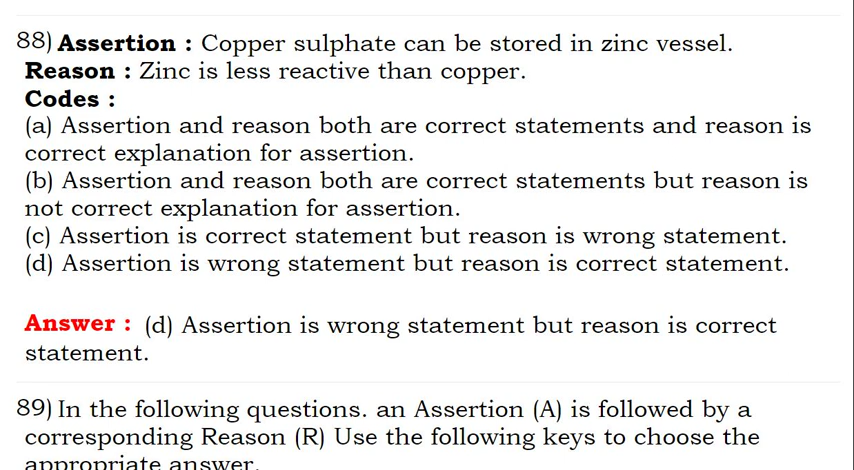 88) Assertion : Copper sulphate can be stored in zinc vessel.
Reason : Zinc is less reactive than copper.
Codes :
(a) Assertion and reason both are correct statements and reason is
correct explanation for assertion.
(b) Assertion and reason both are correct statements but reason is
not correct explanation for assertion.
(c) Assertion is correct statement but reason is wrong statement.
(d) Assertion is wrong statement but reason is correct statement.
Answer : (d) Assertion is wrong statement but reason is correct
statement.
89) In the following questions. an Assertion (A) is followed by a
corresponding Reason (R) Use the following keys to choose the
appropriate answer.